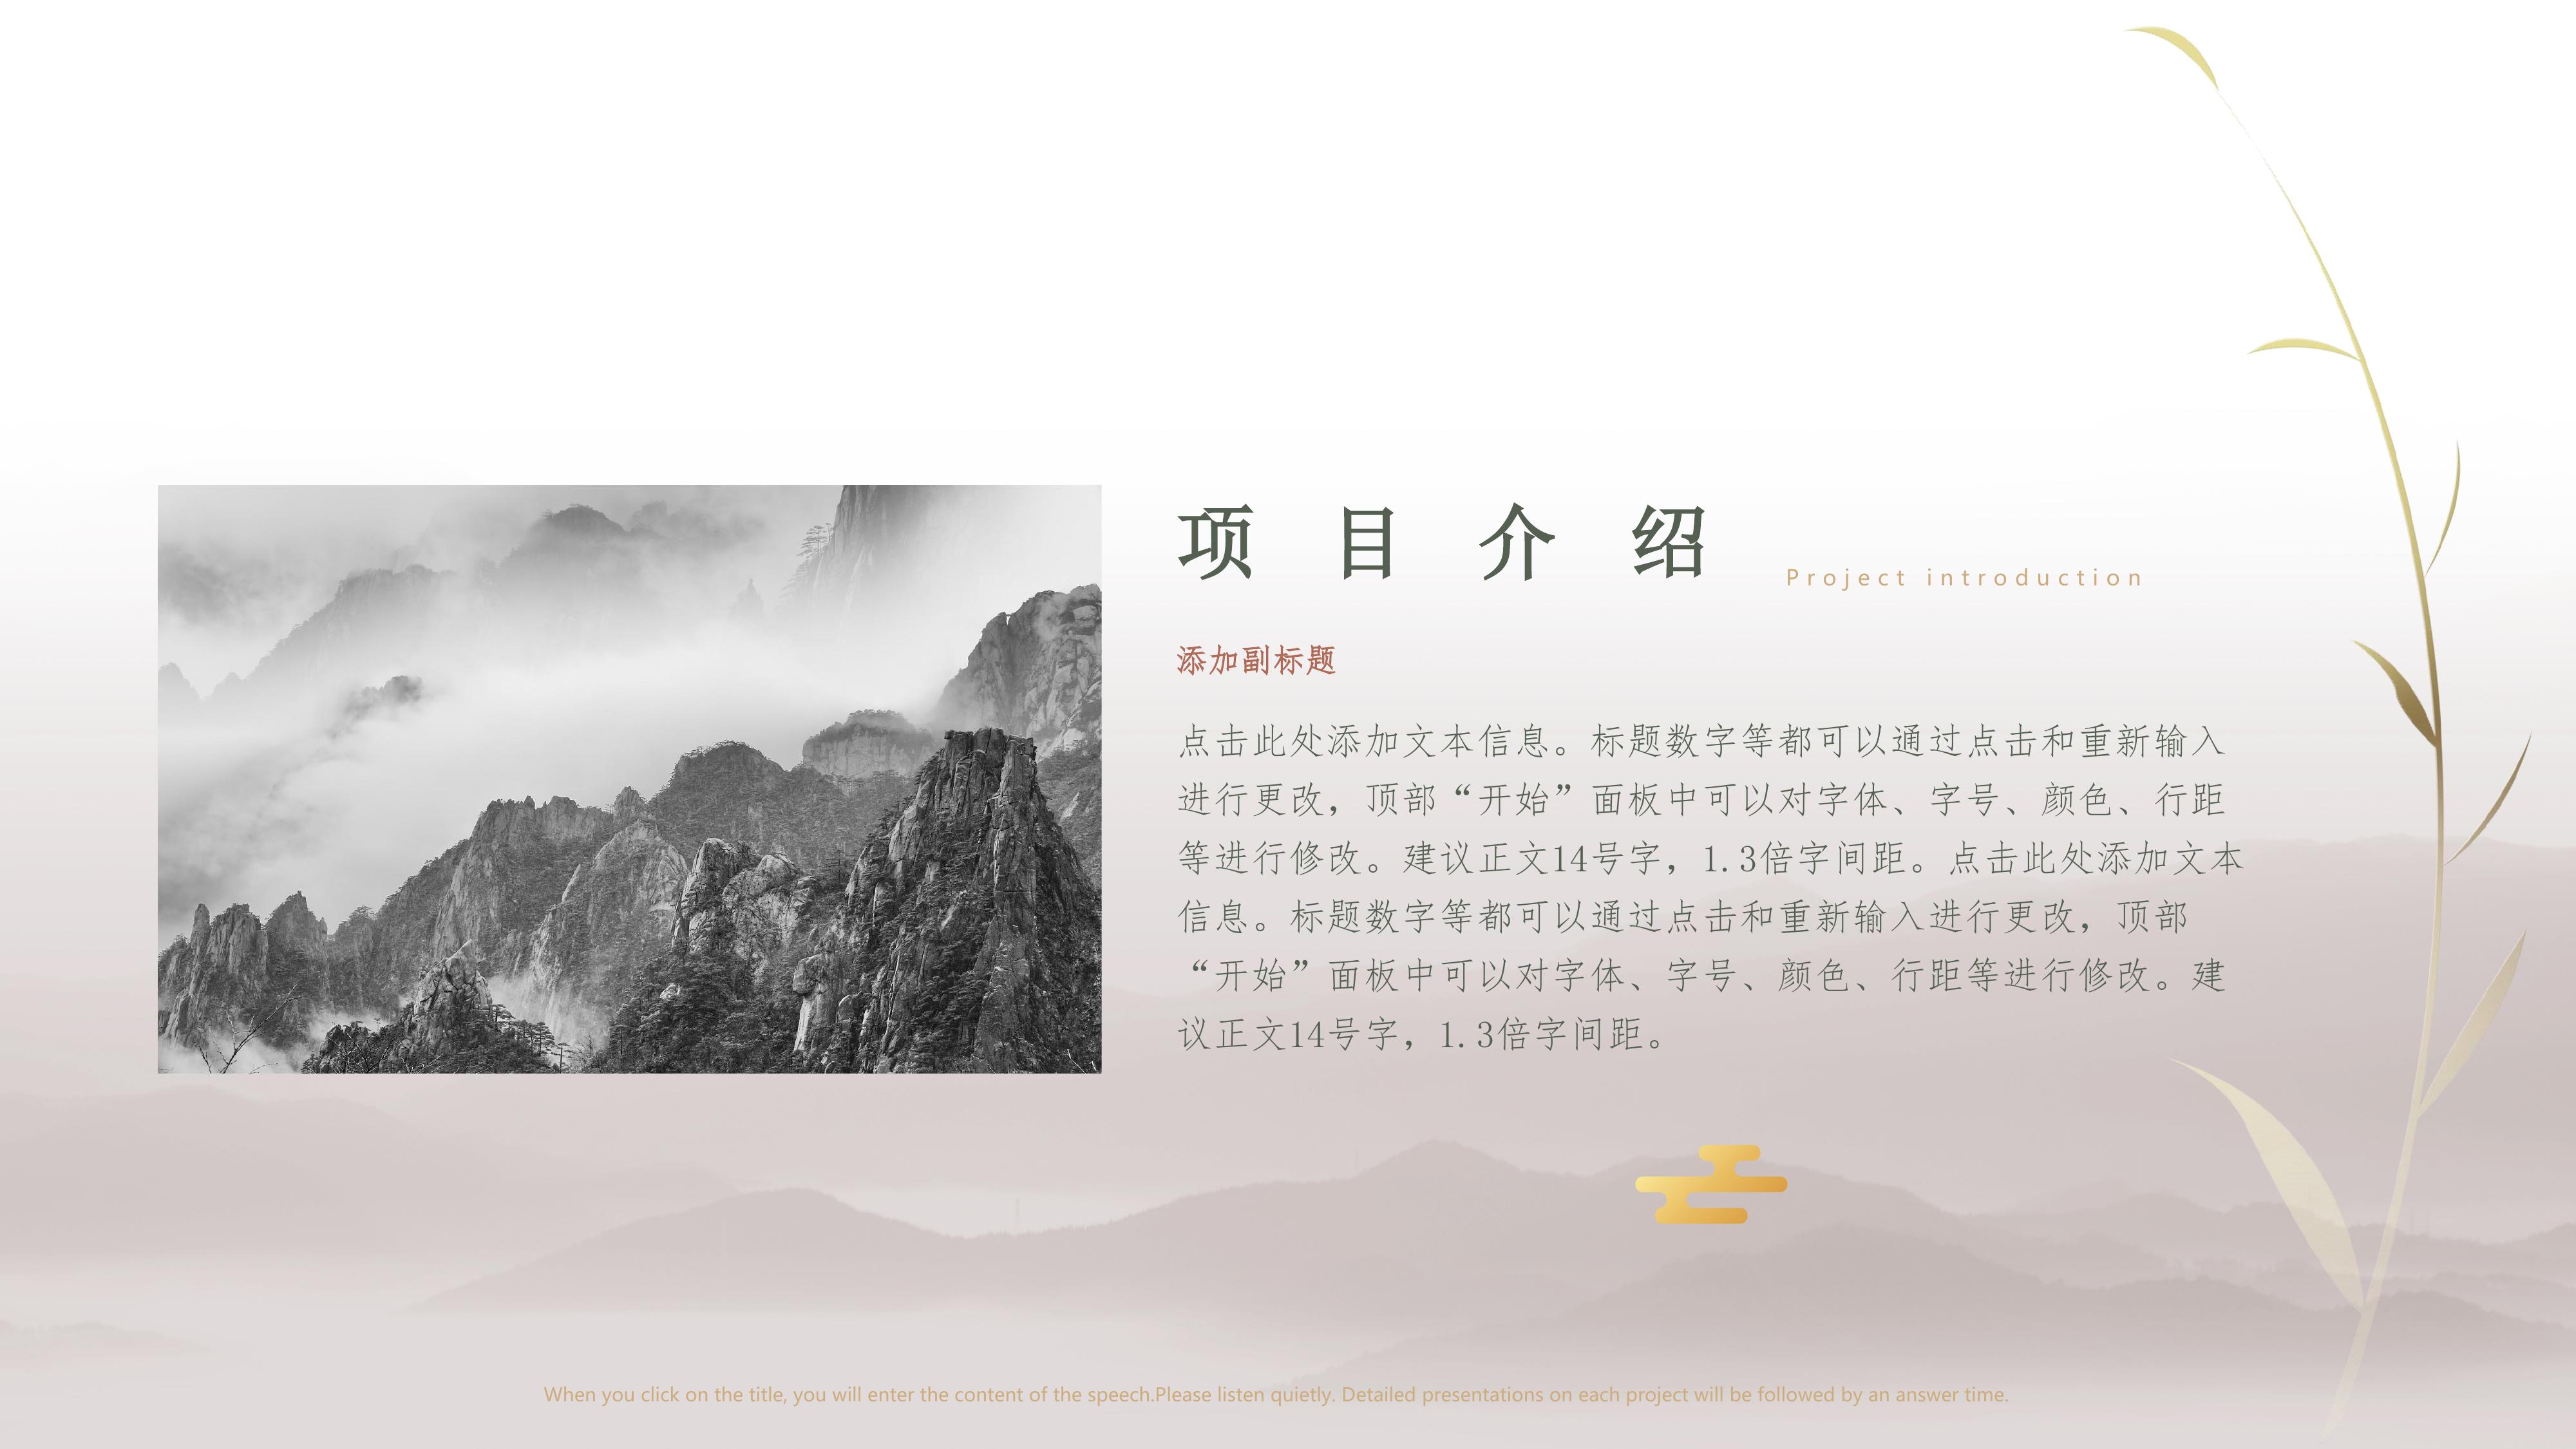 项目介绍
Project introduction
添加副标题
点击此处添加文本信息。标题数字等都可以通过点击和重新输入
进行更改，顶部“开始”面板中可以对字体、字号、颜色、行距
等进行修改。建议正文14号字，1.3倍字间距。点击此处添加文本
信息。标题数字等都可以通过点击和重新输入进行更改，顶部
“开始”面板中可以对字体、字号、颜色、行距等进行修改。建
议正文14号字，1.3倍字间距。
When you click on the title, you will enter the content of the speech.Please listen quietly. Detailed presentations on each project will be followed by an answer time.